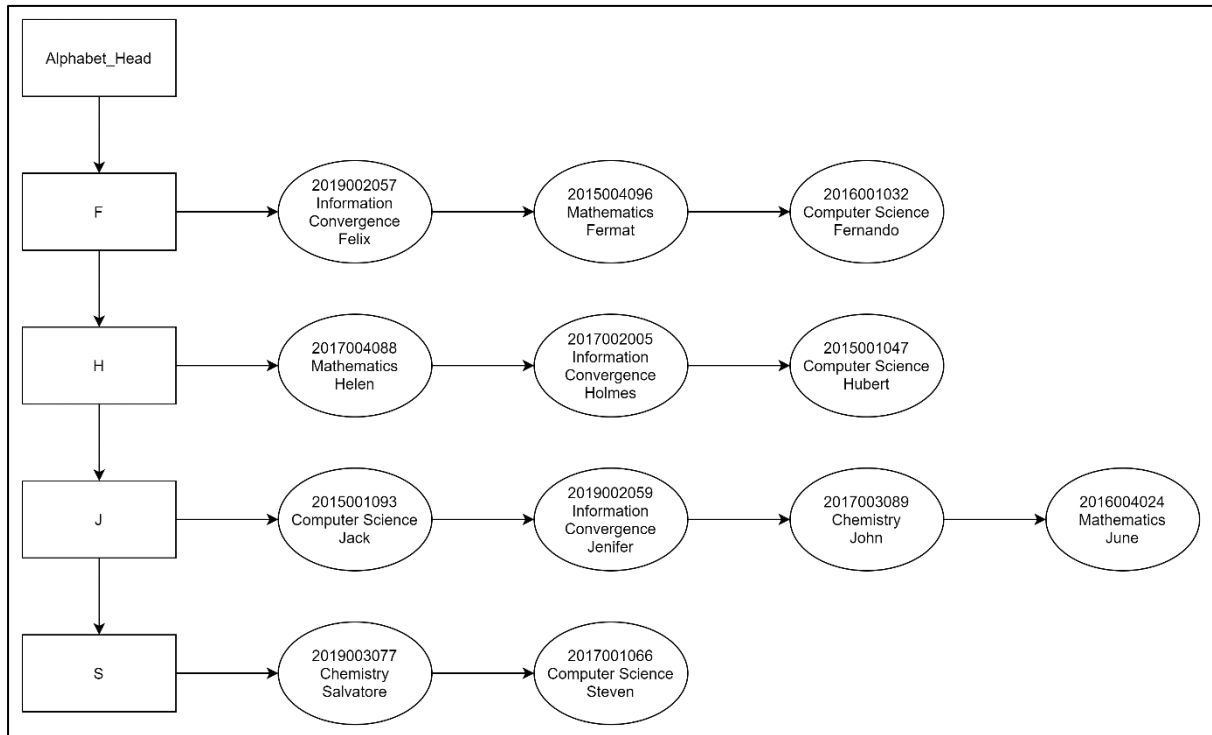 Alphabet_Head
F
2019002057
Information
Convergence
Felix
2015004096
Mathematics
Fermat
2016001032
Computer Science
Fernando
H
2017004088
Mathematics
Helen
2017002005
Information
Convergence
Holmes
2015001047
Computer Science
Hubert
J
2015001093
Computer Science
Jack
2019002059
Information
Convergence
Jenifer
2017003089
Chemistry
John
2016004024
Mathematics
June
S
2019003077
Chemistry
Salvatore
2017001066
Computer Science
Steven